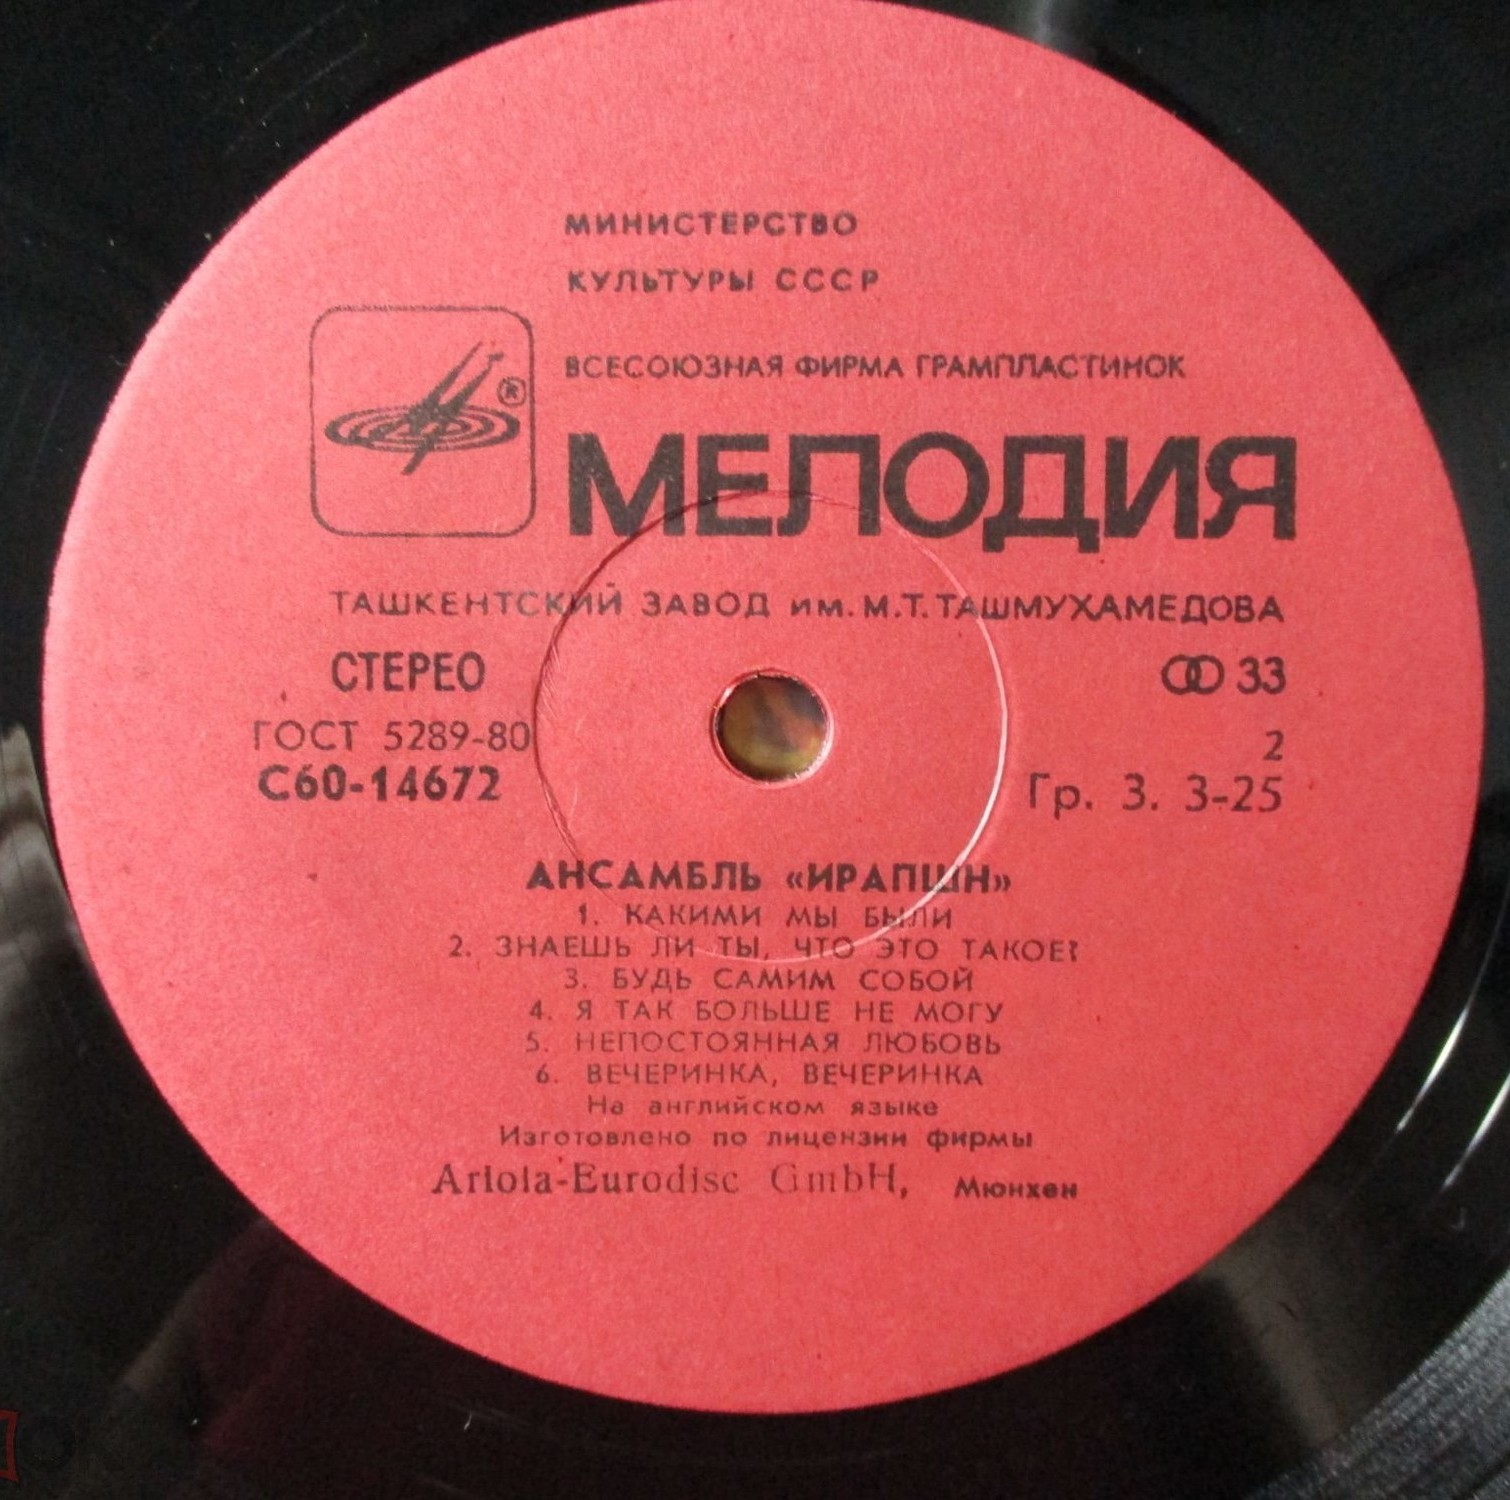 МИНИСТЕРСТВО
КУЛЬТУРЫ СССР
ВСЕСОЮЗНАЯ ФИРМА ГРАМПЛАСТИНОК
®
МЕЛОДИЯ
ТАШКЕНТСКИЙ ЗАВОД им. М.Т. ТАШМУХАМЕДОВА
СТЕРЕО 33
ГОСТ 5289-80 2
С60-14672 Гр. 3. 3-25
АНСАМБЛЬ «ИРАПШН»
1. КАКИМИ МЫ БЫЛИ
2. ЗНАЕШЬ ЛИ ТЫ, ЧТО ЭТО ТАКОЕ?
3. БУДЬ САМИМ СОБОЙ
4. Я ТАК БОЛЬШЕ НЕ МОГУ
5. НЕПОСТОЯННАЯ ЛЮБОВЬ
6. ВЕЧЕРИНКА, ВЕЧЕРИНКА
На английском языке
Изготовлено по лицензии фирмы
Ariola-Eurodisc GmbH, Мюнхен